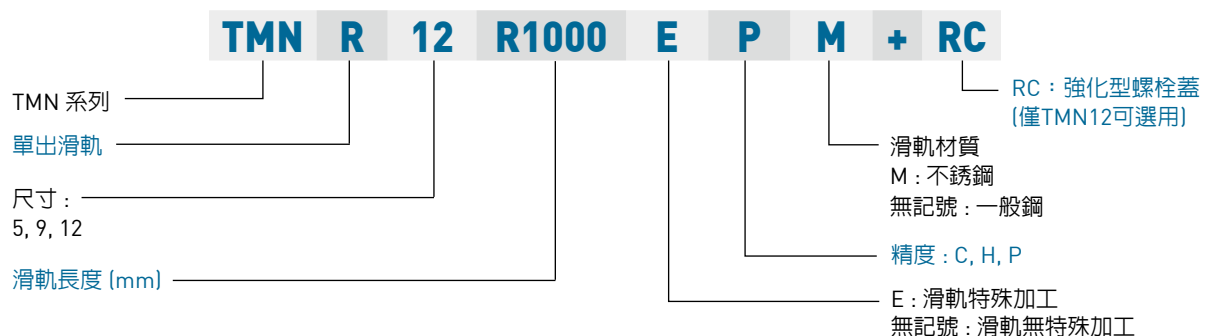 TMN R 12 R1000 E P M + RC
TMN 系列
單出滑軌
尺寸 :
5, 9, 12
滑軌長度 (mm)
RC：強化型螺栓蓋
(僅TMN12可選用)
滑軌材質
M : 不銹鋼
無記號 : 一般鋼
精度 : C, H, P
E : 滑軌特殊加工
無記號 : 滑軌無特殊加工